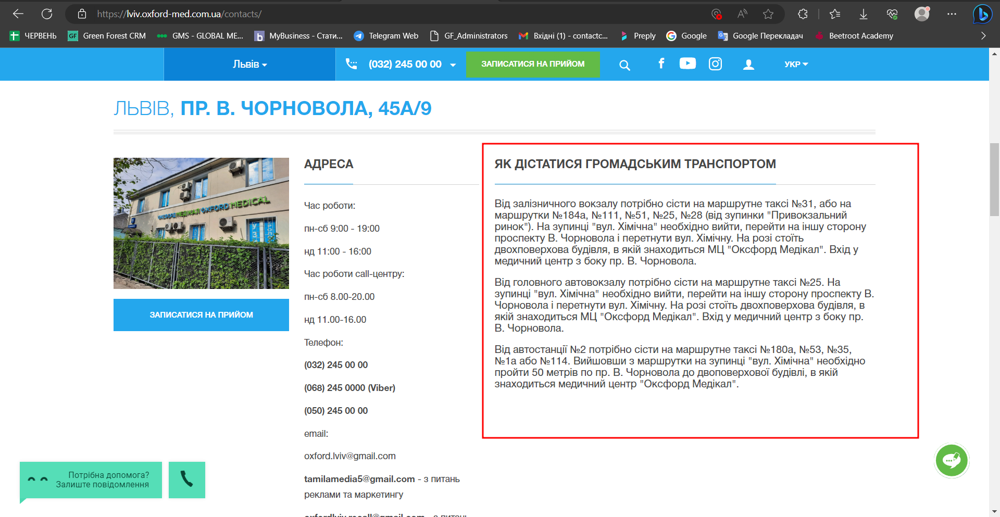 https://lviv.oxford-med.com.ua/contacts/
ЧЕРВЕНЬ
GF Green Forest CRM
GMS - GLOBAL ME...
b MyBusiness - Стати...
Telegram Web
GF_Administrators
Вхідні (1) - contactc...
Preply
Google
Google Перекладач
Beetroot Academy
Львів
(032) 245 00 00
ЗАПИСАТИСЯ НА ПРИЙОМ
УКР
ЛЬВІВ, ПР. В. ЧОРНОВОЛА, 45А/9
ОКСФОРД МЕДІКАЛ OXFORD MEDICAL
УЗД
ЗАПИСАТИСЯ НА ПРИЙОМ
АДРЕСА
Час роботи:
пн-сб 9:00 - 19:00
нд 11:00 - 16:00
Час роботи call-центру:
пн-сб 8.00-20.00
нд 11.00-16.00
Телефон:
(032) 245 00 00
(068) 245 0000 (Viber)
(050) 245 00 00
email:
oxford.lviv@gmail.com
tamilamedia5@gmail.com - з питань
реклами та маркетингу
oxfordlviv.recall@gmail.com - з питань
ЯК ДІСТАТИСЯ ГРОМАДСЬКИМ ТРАНСПОРТОМ
Від залізничного вокзалу потрібно сісти на маршрутне таксі №31, або на
маршрутки №184а, №111, №51, №25, №28 (від зупинки "Привокзальний
ринок"). На зупинці "вул. Хімічна" необхідно вийти, перейти на іншу сторону
проспекту В. Чорновола і перетнути вул. Хімічну. На розі стоїть
двохповерхова будівля, в якій знаходиться МЦ "Оксфорд Медікал". Вхід у
медичний центр з боку пр. В. Чорновола.
Від головного автовокзалу потрібно сісти на маршрутне таксі №25. На
зупинці "вул. Хімічна" необхідно вийти, перейти на іншу сторону проспекту В.
Чорновола і перетнути вул. Хімічну. На розі стоїть двохповерхова будівля, в
якій знаходиться МЦ "Оксфорд Медікал". Вхід у медичний центр з боку пр.
В. Чорновола.
Від автостанції №2 потрібно сісти на маршрутне таксі №180а, №53, №35,
№1а або №114. Вийшовши з маршрутки на зупинці "вул. Хімічна" необхідно
пройти 50 метрів по пр. В. Чорновола до двоповерхової будівлі, в якій
знаходиться медичний центр "Оксфорд Медікал".
Потрібна допомога?
Залиште повідомлення